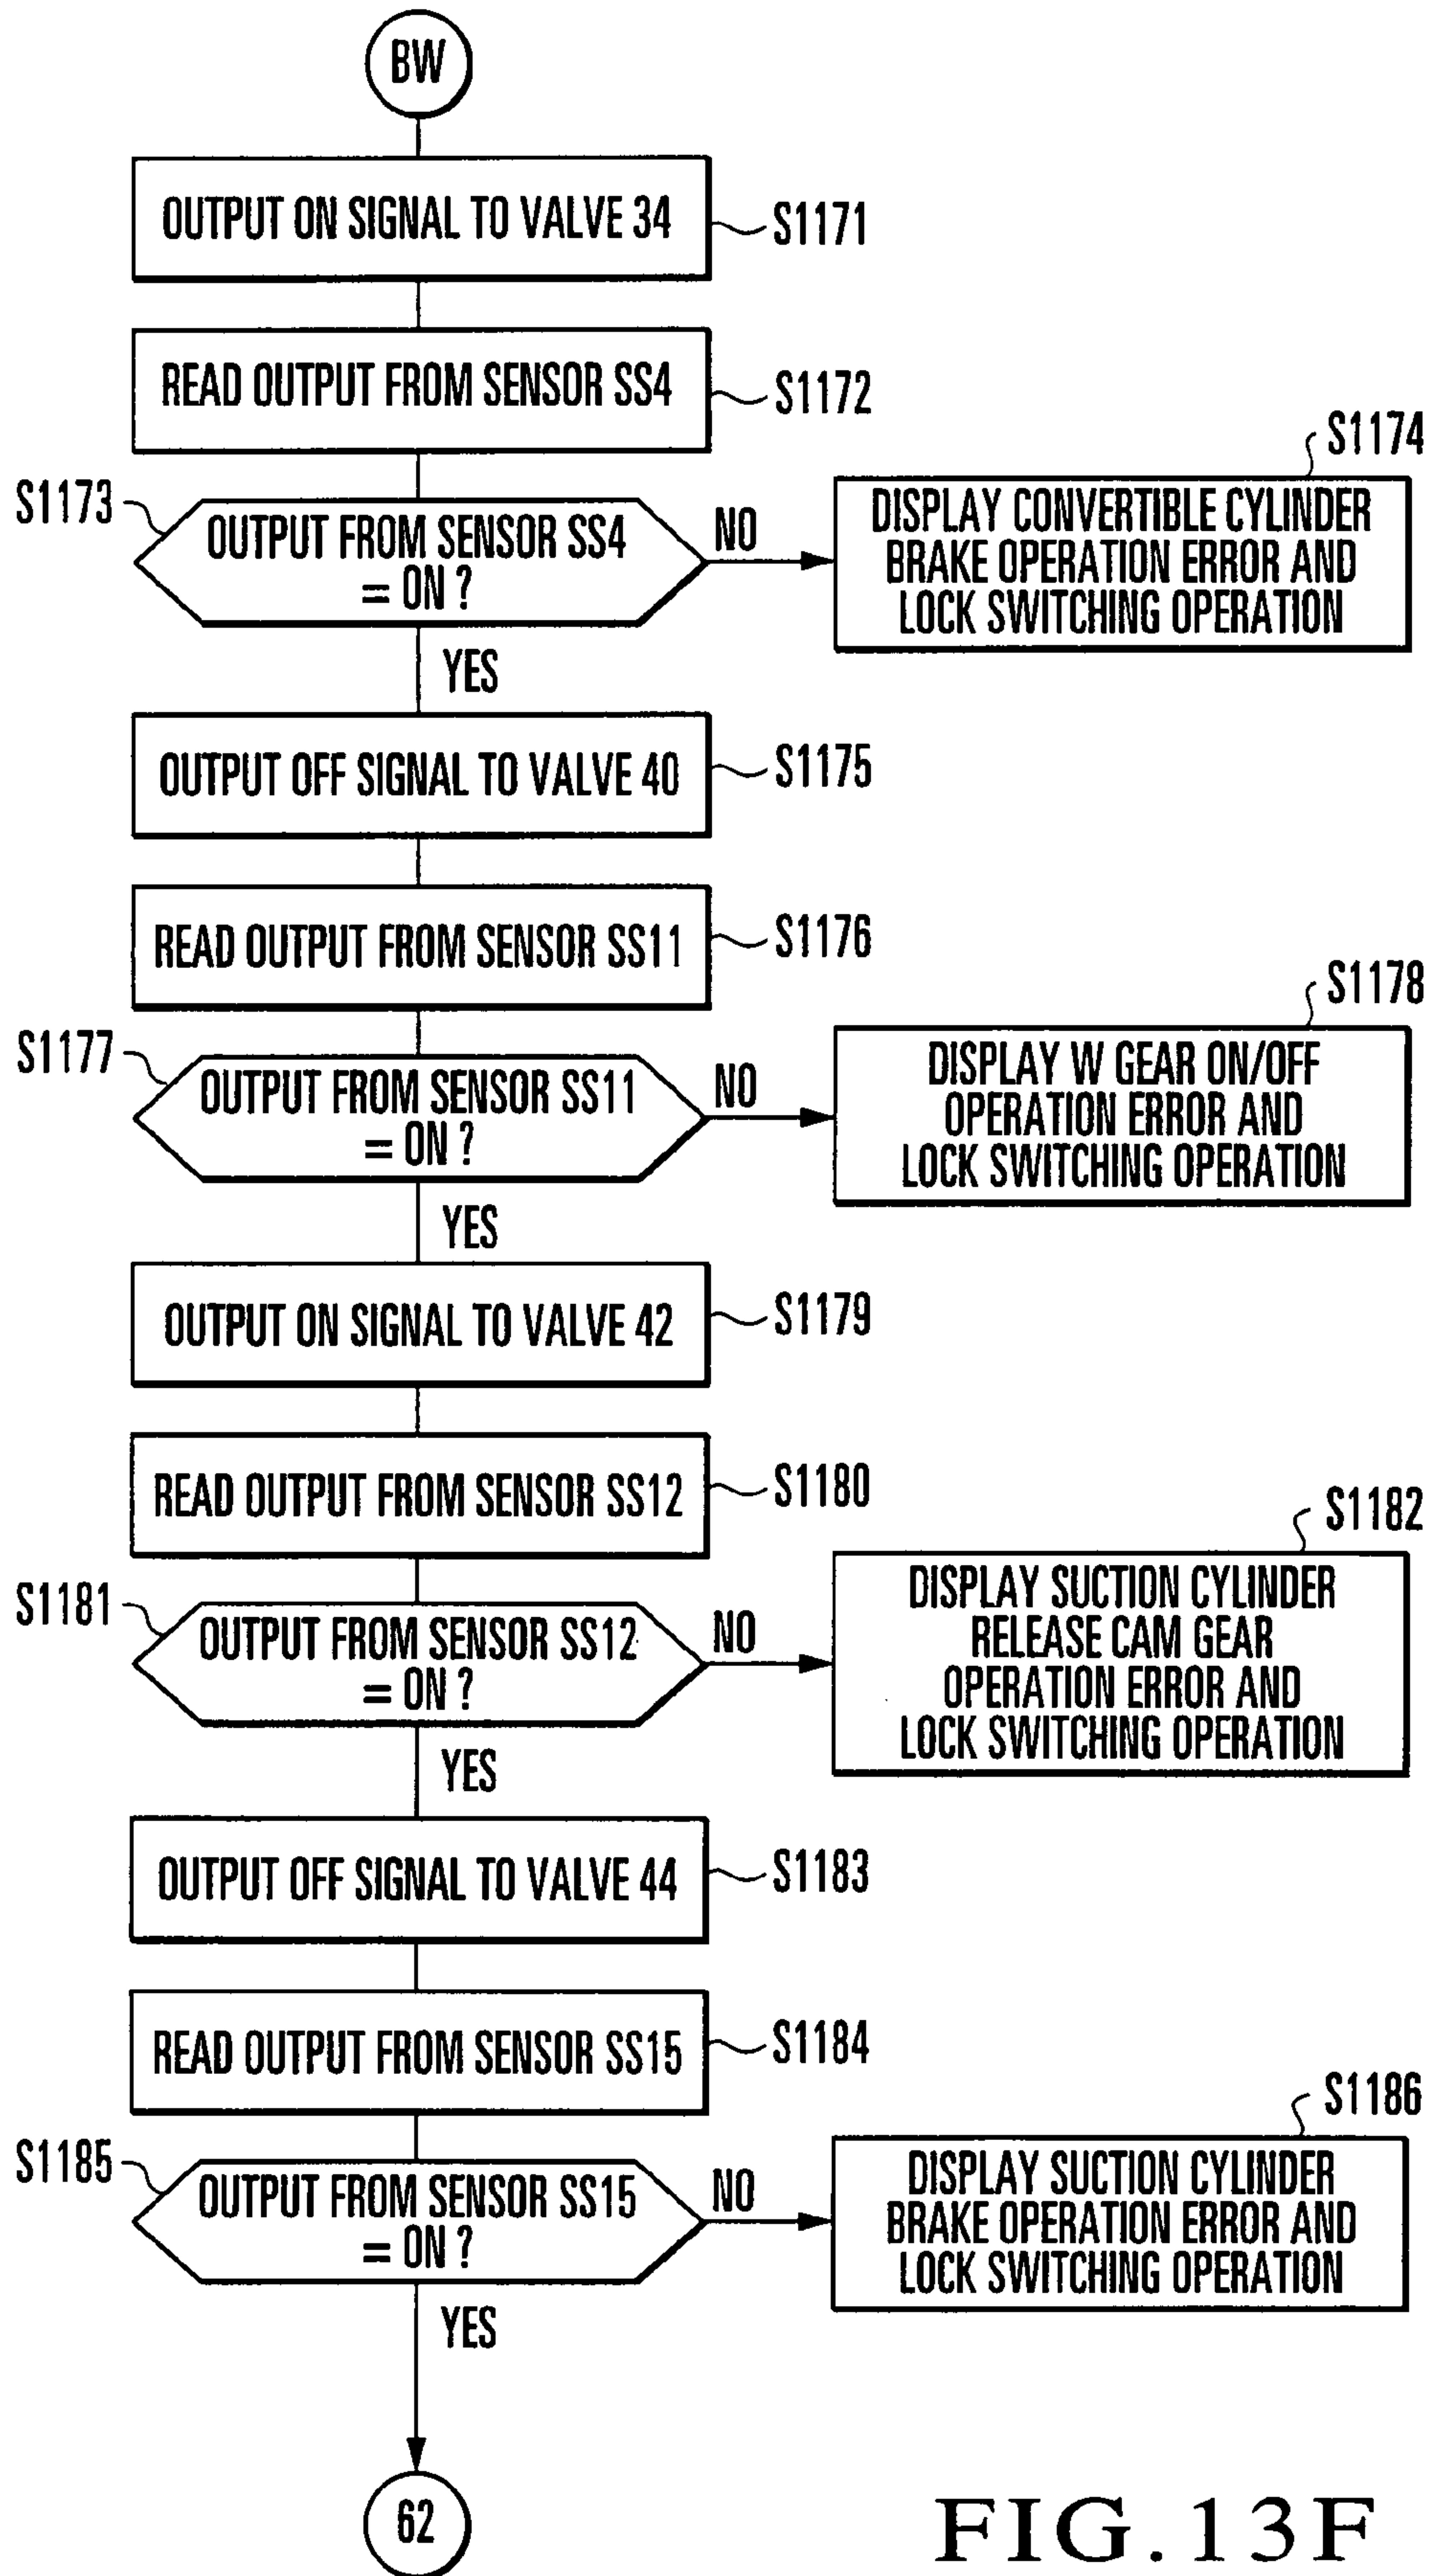 BW
OUTPUT ON SIGNAL TO VALVE 34
S1171
READ OUTPUT FROM SENSOR SS4
S1172
S1173
OUTPUT FROM SENSOR SS4
= ON ?
NO
S1174
DISPLAY CONVERTIBLE CYLINDER
BRAKE OPERATION ERROR AND
LOCK SWITCHING OPERATION
YES
OUTPUT OFF SIGNAL TO VALVE 40
S1175
READ OUTPUT FROM SENSOR SS11
S1176
S1177
OUTPUT FROM SENSOR SS11
= ON ?
NO
S1178
DISPLAY W GEAR ON/OFF
OPERATION ERROR AND
LOCK SWITCHING OPERATION
YES
OUTPUT ON SIGNAL TO VALVE 42
S1179
READ OUTPUT FROM SENSOR SS12
S1180
S1181
OUTPUT FROM SENSOR SS12
= ON ?
NO
S1182
DISPLAY SUCTION CYLINDER
RELEASE CAM GEAR
OPERATION ERROR AND
LOCK SWITCHING OPERATION
YES
OUTPUT OFF SIGNAL TO VALVE 44
S1183
READ OUTPUT FROM SENSOR SS15
S1184
S1185
OUTPUT FROM SENSOR SS15
= ON ?
NO
S1186
DISPLAY SUCTION CYLINDER
BRAKE OPERATION ERROR AND
LOCK SWITCHING OPERATION
YES
62
FIG.13F